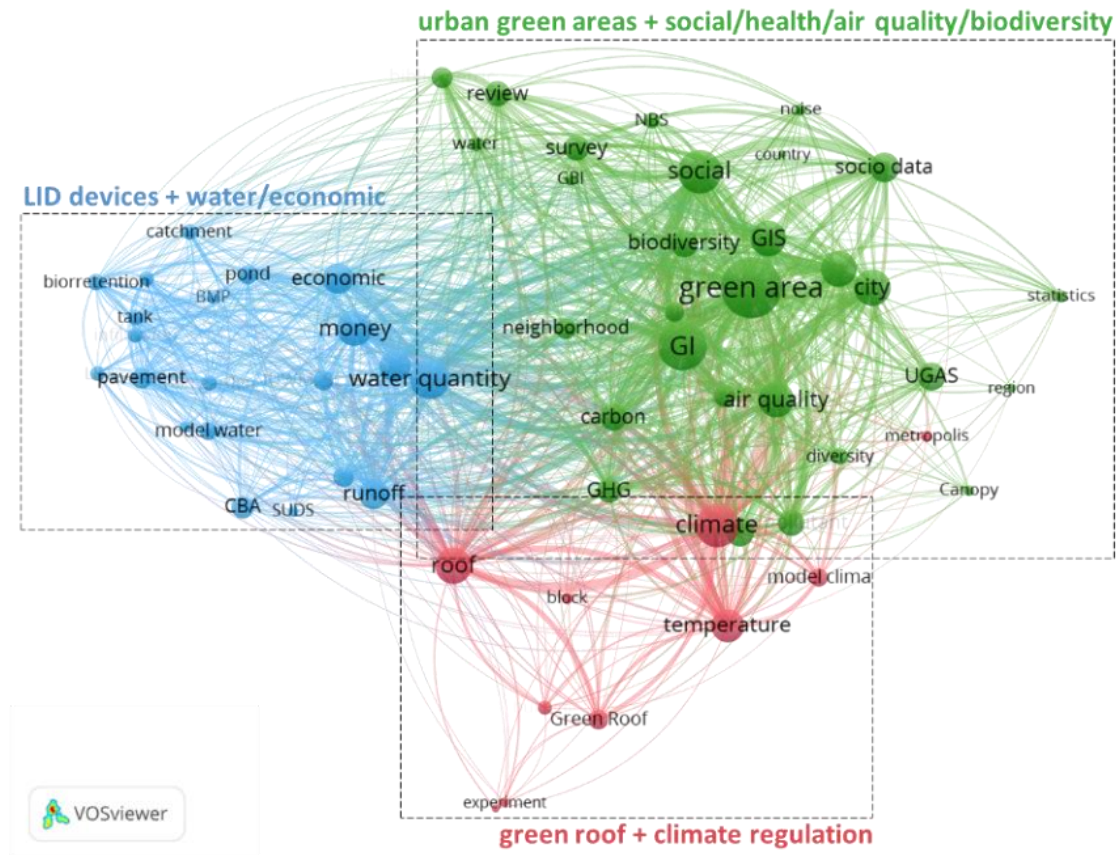 urban green areas + social/health/air quality/biodiversity
review
NBS
noise
water
survey
country
GBI
social
socio data
LID devices + water/economic
catchment
biodiversity
GIS
biorretention
pond
economic
green area
city
BMP
statistics
tank
money
neighborhood
GI
pavement
water quantity
UGAS
region
air quality
carbon
model water
metropolis
diversity
GHG
Canopy
runoff
CBA
SUDS
climate
roof
model clima
block
temperature
Green Roof
experiment
VOSviewer
green roof + climate regulation